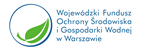 Wojewódzki Fundusz
Ochrony Środowiska
i Gospodarki Wodnej
w Warszawie